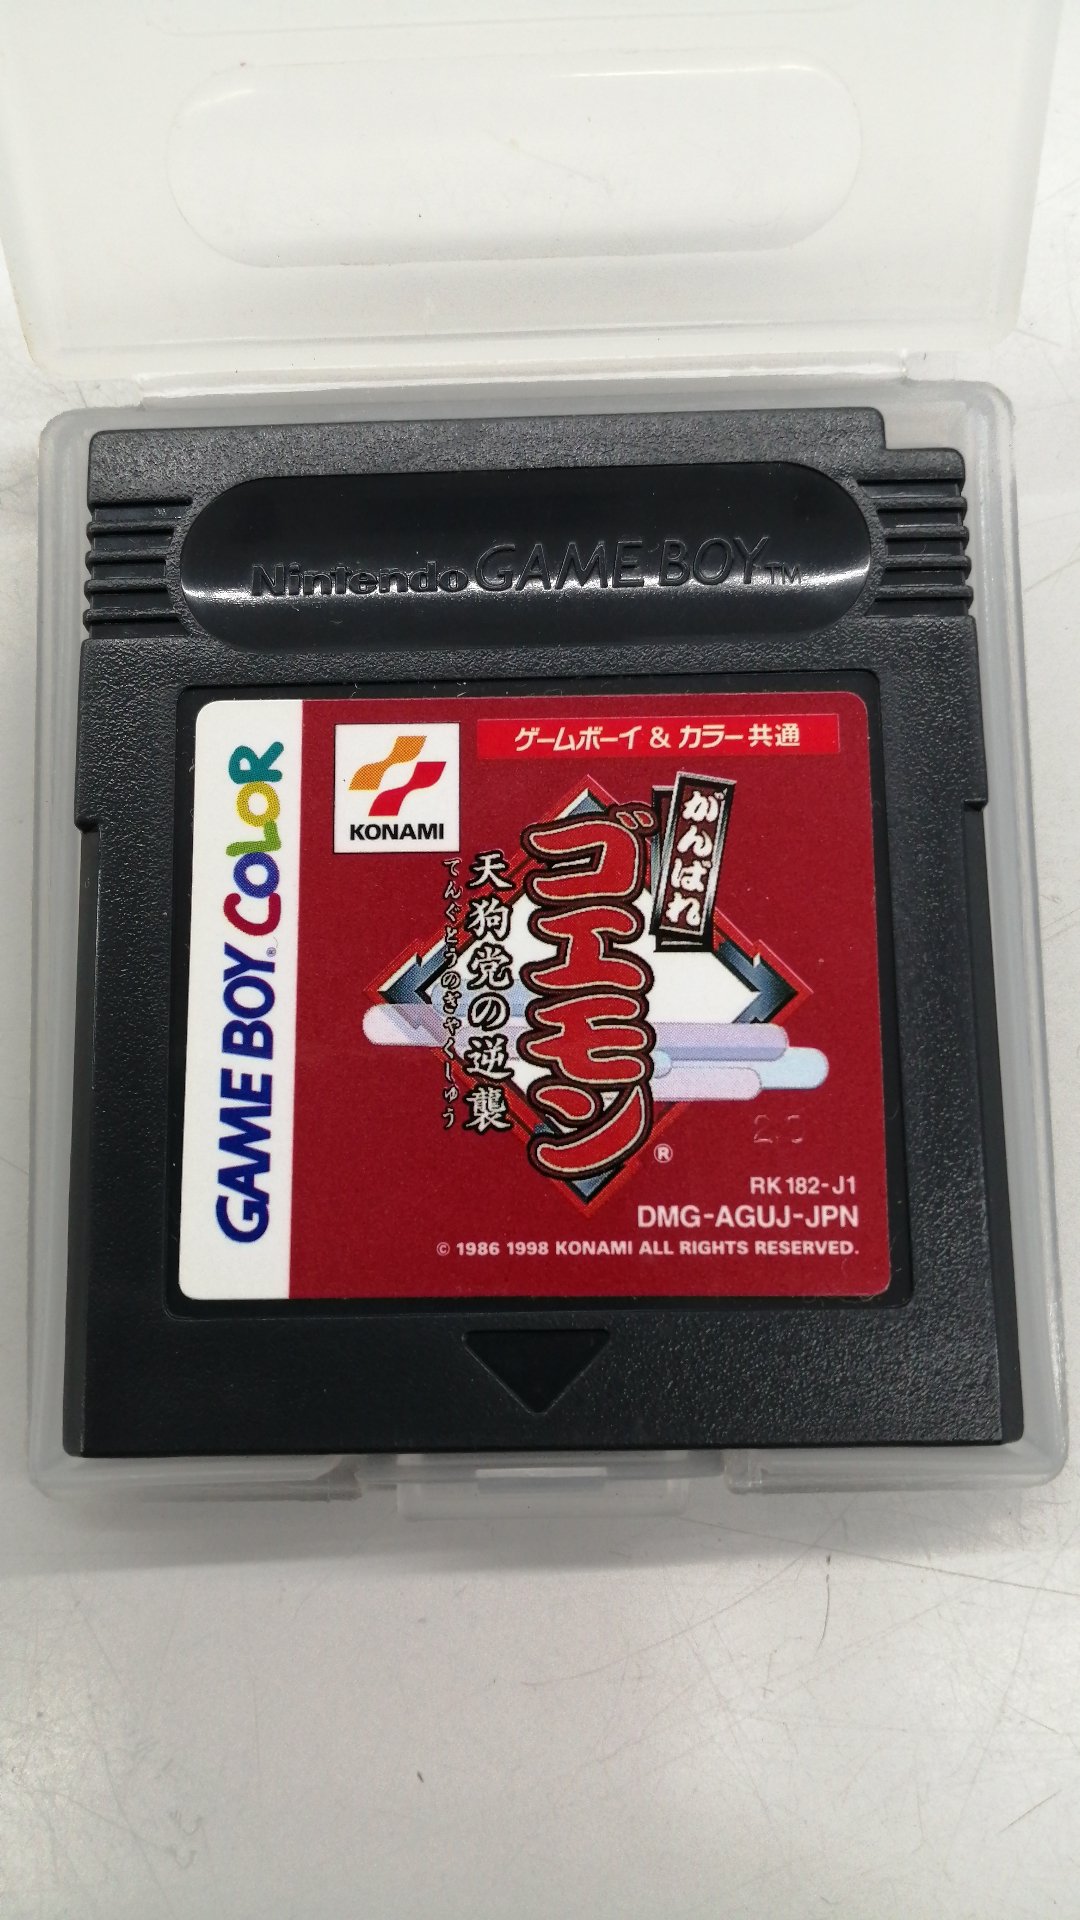 Nintendo GAME BOY TM
GAME BOY COLOR
®
KONAMI
ゲームボーイ & カラー共通
がんばれ
ゴエモン
®
天狗党の逆襲
てんぐとうのぎゃくしゅう
RK182-J1
DMG-AGUJ-JPN
© 1986 1998 KONAMI ALL RIGHTS RESERVED.